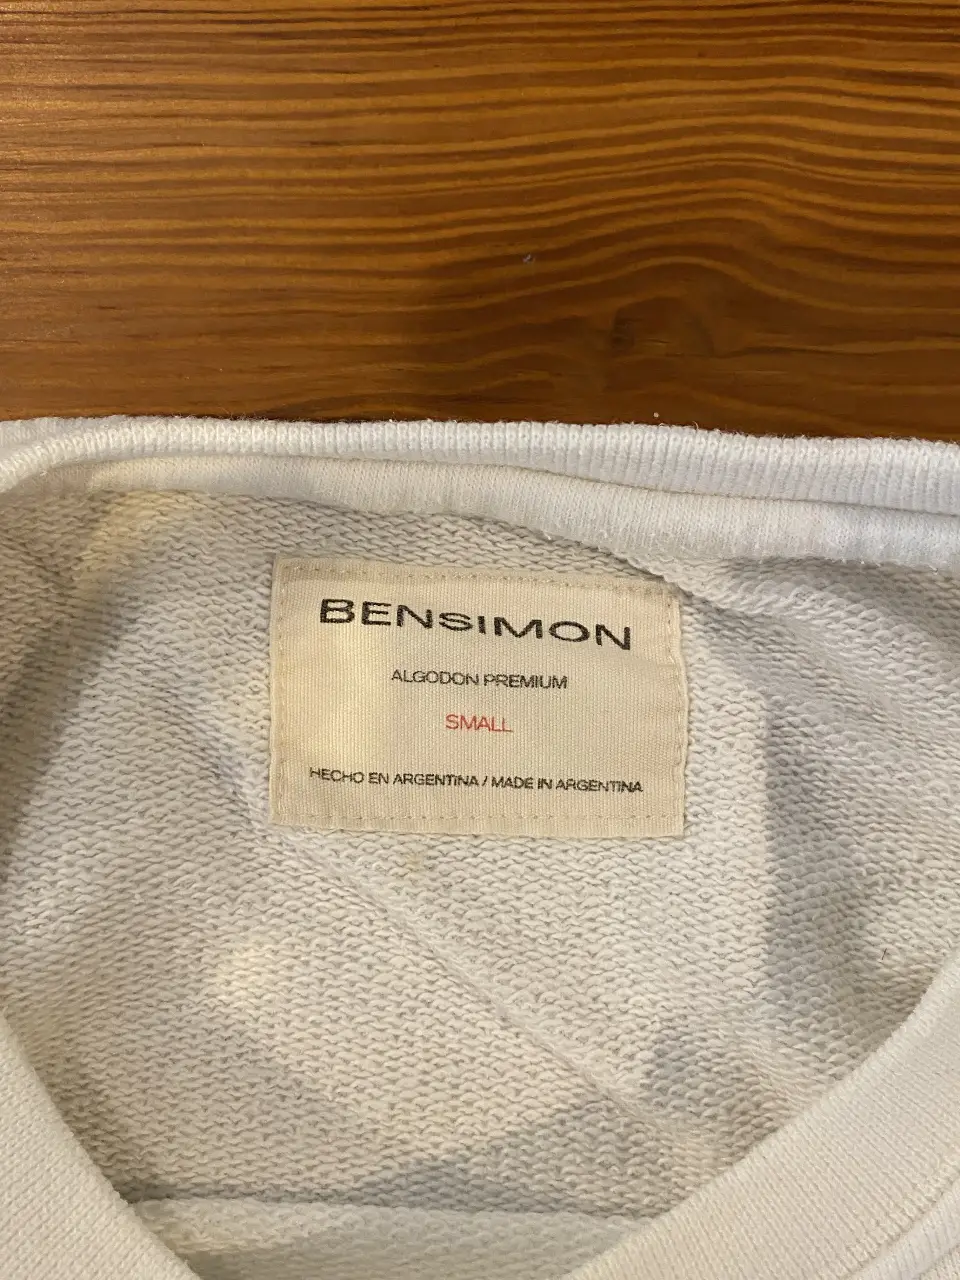 BENSIMON
ALGODON PREMIUM
SMALL
HECHO EN ARGENTINA / MADE IN ARGENTINA